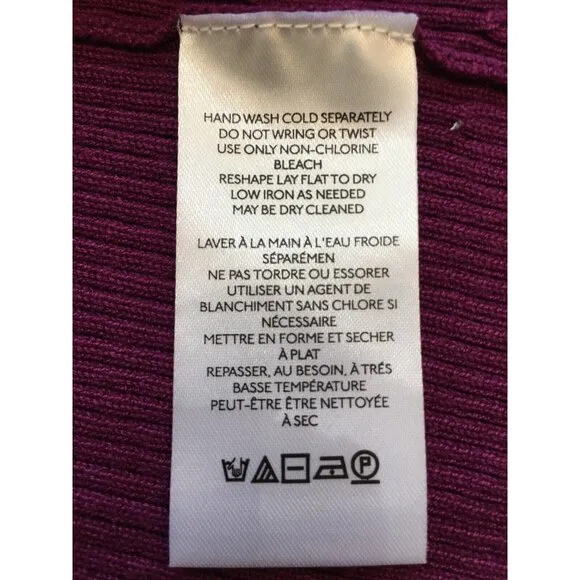 HAND WASH COLD SEPARATELY
DO NOT WRING OR TWIST
USE ONLY NON-CHLORINE
BLEACH
RESHAPE LAY FLAT TO DRY
LOW IRON AS NEEDED
MAY BE DRY CLEANED
LAVER À LA MAIN À L'EAU FROIDE
SÉPARÉMEN
NE PAS TORDRE OU ESSORER
UTILISER UN AGENT DE
BLANCHIMENT SANS CHLORE SI
NÉCESSAIRE
METTRE EN FORME ET SECHER
À PLAT
REPASSER, AU BESOIN, À TRÉS
BASSE TEMPÉRATURE
PEUT-ÊTRE ÊTRE NETTOYÉE
À SEC
P